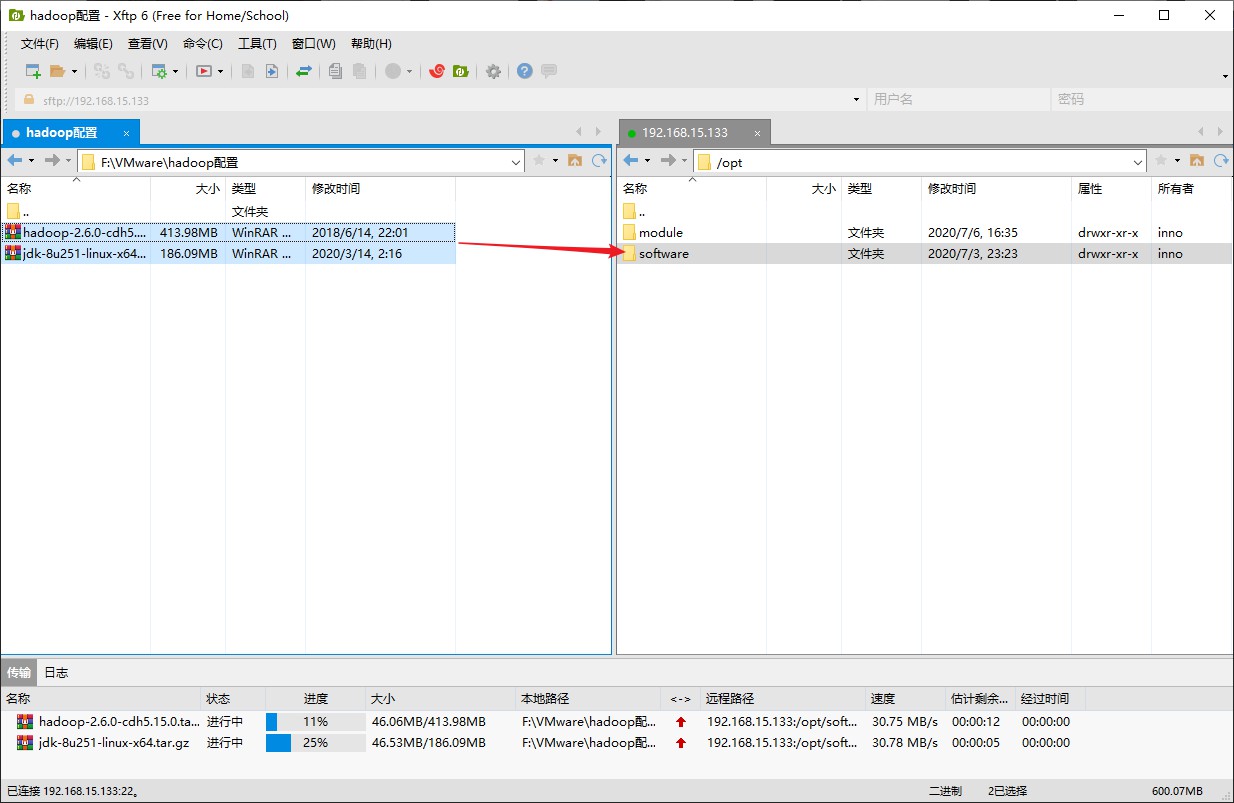 hadoop配置 - Xftp 6 (Free for Home/School)
文件(F) 编辑(E) 查看(V) 命令(C) 工具(T) 窗口(W) 帮助(H)
sftp://192.168.15.133 用户名 密码
hadoop配置 × 192.168.15.133 ×
F:\VMware\hadoop配置 /opt
名称 大小 类型 修改时间 名称 大小 类型 修改时间 属性 所有者
.. 文件夹 ..
hadoop-2.6.0-cdh5.... 413.98MB WinRAR ... 2018/6/14, 22:01 module 文件夹 2020/7/6, 16:35 drwxr-xr-x inno
jdk-8u251-linux-x64... 186.09MB WinRAR ... 2020/3/14, 2:16 software 文件夹 2020/7/3, 23:23 drwxr-xr-x inno
传输 日志
名称 状态 进度 大小 本地路径 <-> 远程路径 速度 估计剩余... 经过时间
hadoop-2.6.0-cdh5.15.0.ta... 进行中 11% 46.06MB/413.98MB F:\VMware\hadoop配... 192.168.15.133:/opt/soft... 30.75 MB/s 00:00:12 00:00:00
jdk-8u251-linux-x64.tar.gz 进行中 25% 46.53MB/186.09MB F:\VMware\hadoop配... 192.168.15.133:/opt/soft... 30.78 MB/s 00:00:05 00:00:00
已连接 192.168.15.133:22。 二进制 2已选择 600.07MB